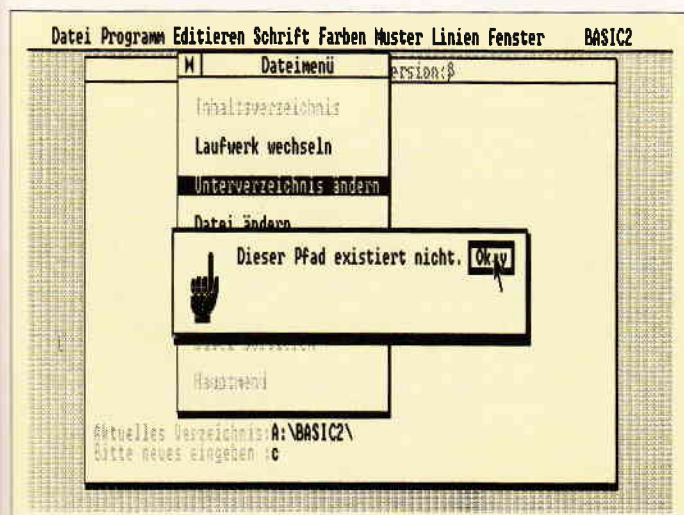 Datei Programm Editieren Schrift Farben Muster Linien Fenster BASIC2
Dateimenü ersion:β
Inhaltsverzeichnis
Laufwerk wechseln
Unterverzeichnis ändern
Datei ändern
Dieser Pfad existiert nicht. Okay
Hauptmenü
Aktuelles Verzeichnis:A:\BASIC2\
Bitte neues eingeben :c